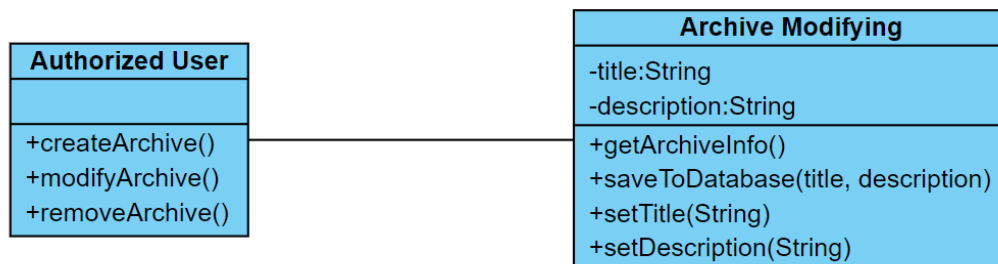 Authorized User
+createArchive()
+modifyArchive()
+removeArchive()
Archive Modifying
-title:String
-description:String
+getArchiveInfo()
+saveToDatabase(title, description)
+setTitle(String)
+setDescription(String)